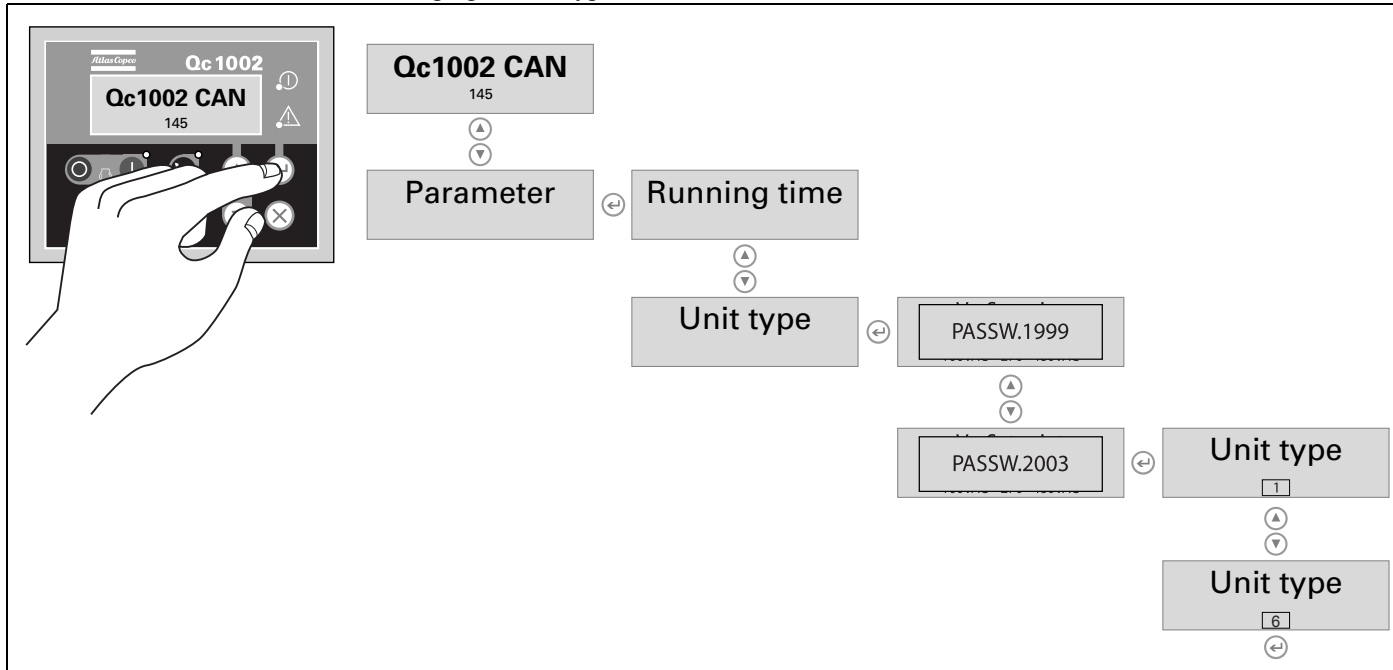 Atlas Copco
Qc1002
Qc1002 CAN
145
Qc1002 CAN
145
Parameter
Running time
Unit type
PASSW.1999
PASSW.2003
Unit type
1
Unit type
6